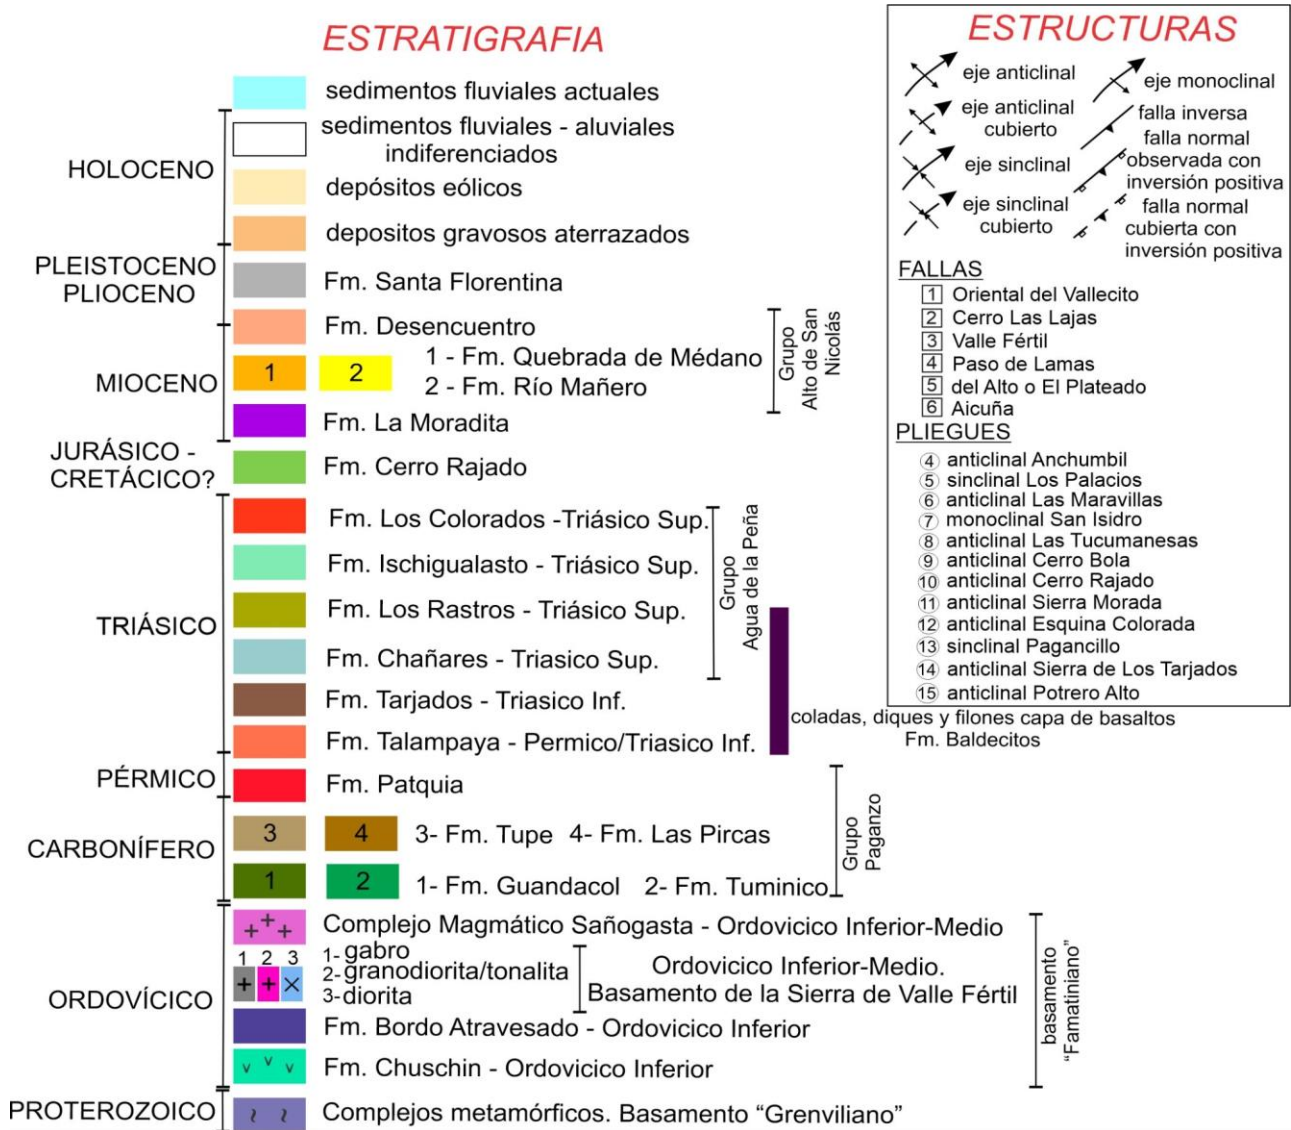 ESTRATIGRAFIA
sedimentos fluviales actuales
HOLOCENO
sedimentos fluviales - aluviales
indiferenciados
depósitos eólicos
depositos gravosos aterrazados
PLEISTOCENO
PLIOCENO
Fm. Santa Florentina
MIOCENO
Fm. Desencuentro
1 2
1 - Fm. Quebrada de Médano
2 - Fm. Río Mañero
Grupo
Alto de San
Nicolás
Fm. La Moradita
JURÁSICO -
CRETÁCICO?
Fm. Cerro Rajado
TRIÁSICO
Fm. Los Colorados -Triásico Sup.
Fm. Ischigualasto - Triásico Sup.
Fm. Los Rastros - Triásico Sup.
Fm. Chañares - Triasico Sup.
Grupo
Agua de la Peña
Fm. Tarjados - Triasico Inf.
Fm. Talampaya - Permico/Triasico Inf.
coladas, diques y filones capa de basaltos
Fm. Baldecitos
PÉRMICO
Fm. Patquia
CARBONÍFERO
3 4
3- Fm. Tupe 4- Fm. Las Pircas
1 2
1- Fm. Guandacol 2- Fm. Tuminico
Grupo
Paganzo
ORDOVÍCICO
Complejo Magmático Sañogasta - Ordovicico Inferior-Medio
1 2 3
1- gabro
2- granodiorita/tonalita
3- diorita
Ordovicico Inferior-Medio.
Basamento de la Sierra de Valle Fértil
Fm. Bordo Atravesado - Ordovicico Inferior
Fm. Chuschin - Ordovicico Inferior
basamento
“Famatiniano”
PROTEROZOICO
Complejos metamórficos. Basamento “Grenviliano”
ESTRUCTURAS
eje anticlinal
eje anticlinal
cubierto
eje sinclinal
eje sinclinal
cubierto
eje monoclinal
falla inversa
falla normal
observada con
inversión positiva
falla normal
cubierta con
inversión positiva
FALLAS
1 Oriental del Vallecito
2 Cerro Las Lajas
3 Valle Fértil
4 Paso de Lamas
5 del Alto o El Plateado
6 Aicuña
PLIEGUES
4 anticlinal Anchumbil
5 sinclinal Los Palacios
6 anticlinal Las Maravillas
7 monoclinal San Isidro
8 anticlinal Las Tucumanesas
9 anticlinal Cerro Bola
10 anticlinal Cerro Rajado
11 anticlinal Sierra Morada
12 anticlinal Esquina Colorada
13 sinclinal Pagancillo
14 anticlinal Sierra de Los Tarjados
15 anticlinal Potrero Alto